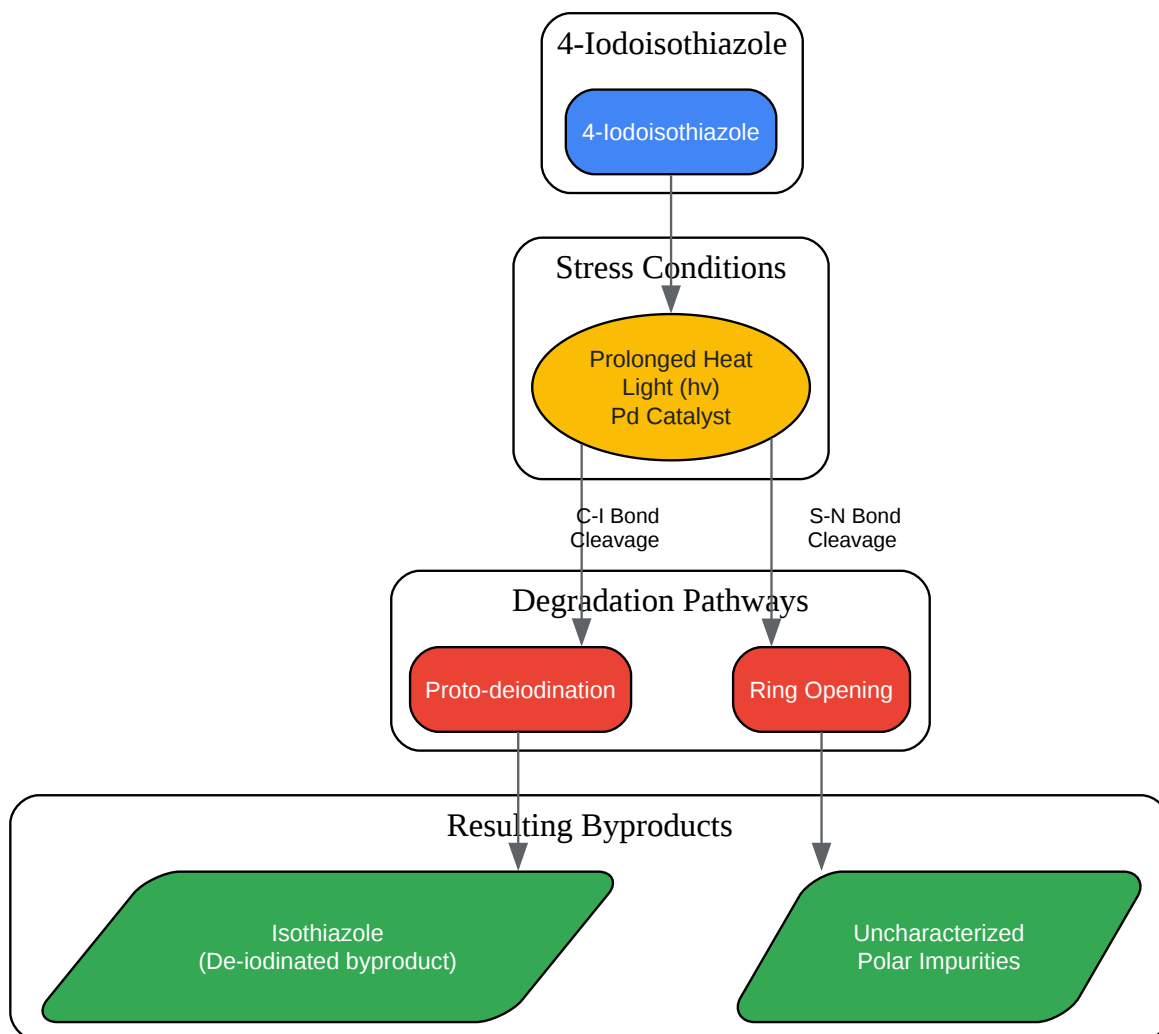 4-Iodoisothiazole
4-Iodoisothiazole
Stress Conditions
Prolonged Heat
Light (hv)
Pd Catalyst
C-I Bond
Cleavage
S-N Bond
Cleavage
Degradation Pathways
Proto-deiodination
Ring Opening
Resulting Byproducts
Isothiazole
(De-iodinated byproduct)
Uncharacterized
Polar Impurities